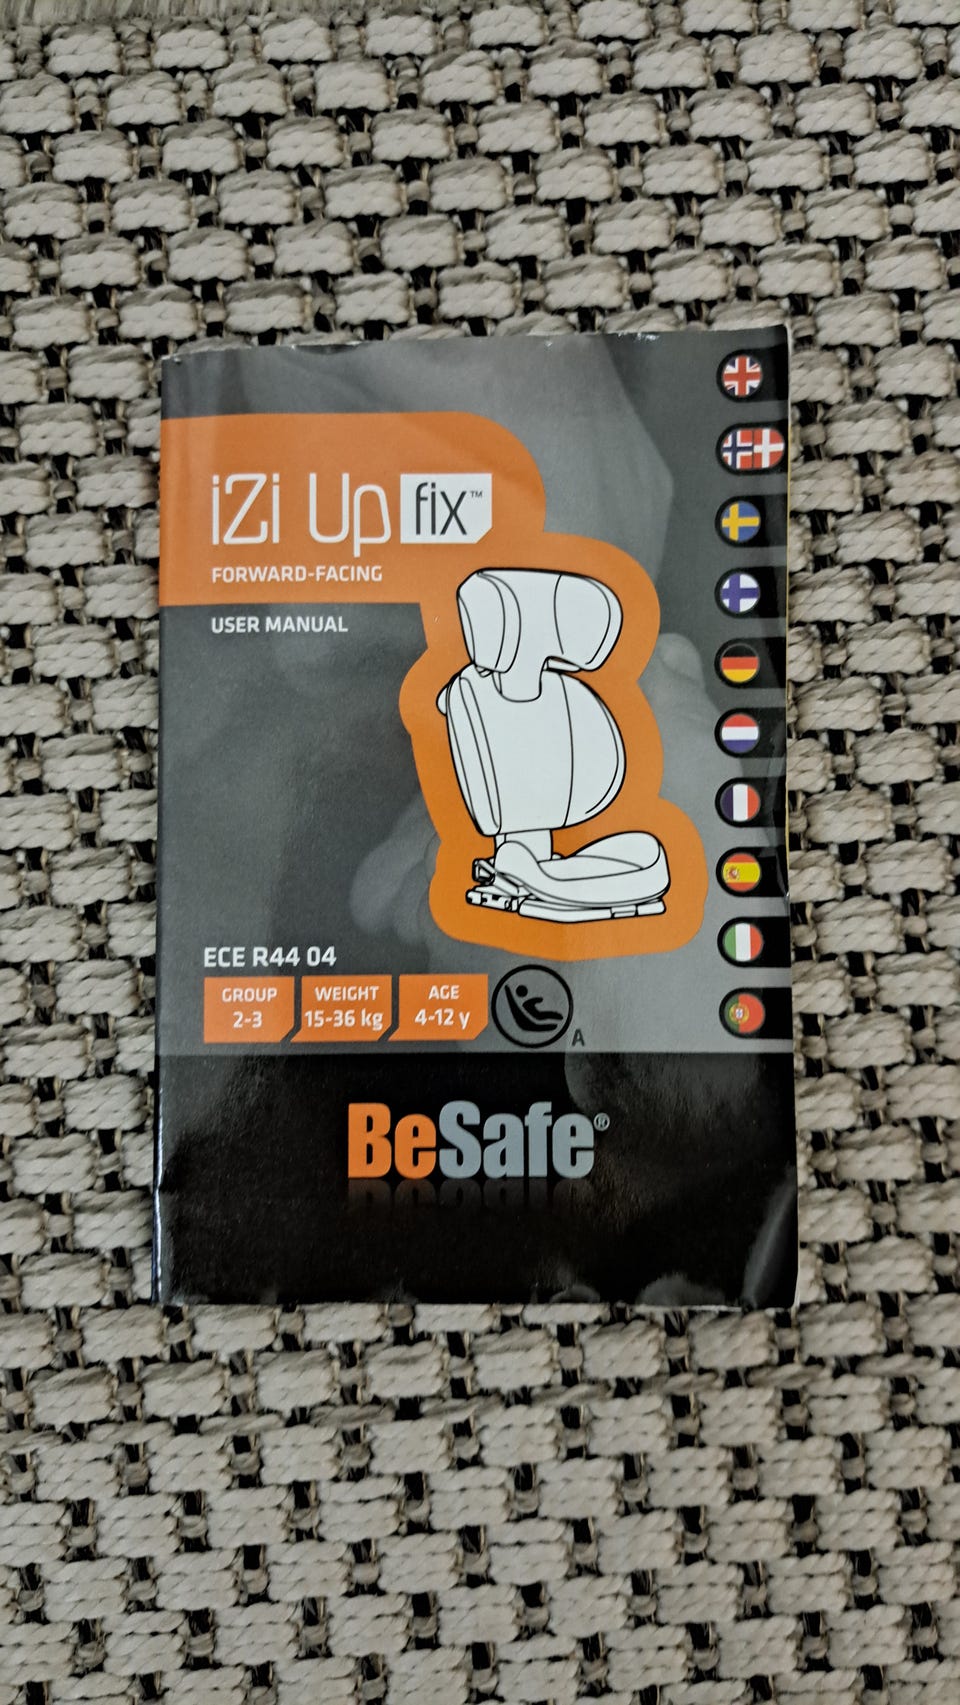 iZi Up fix™
FORWARD-FACING
USER MANUAL
ECE R44 04
GROUP
2-3
WEIGHT
15-36 kg
AGE
4-12 y
A
BeSafe®